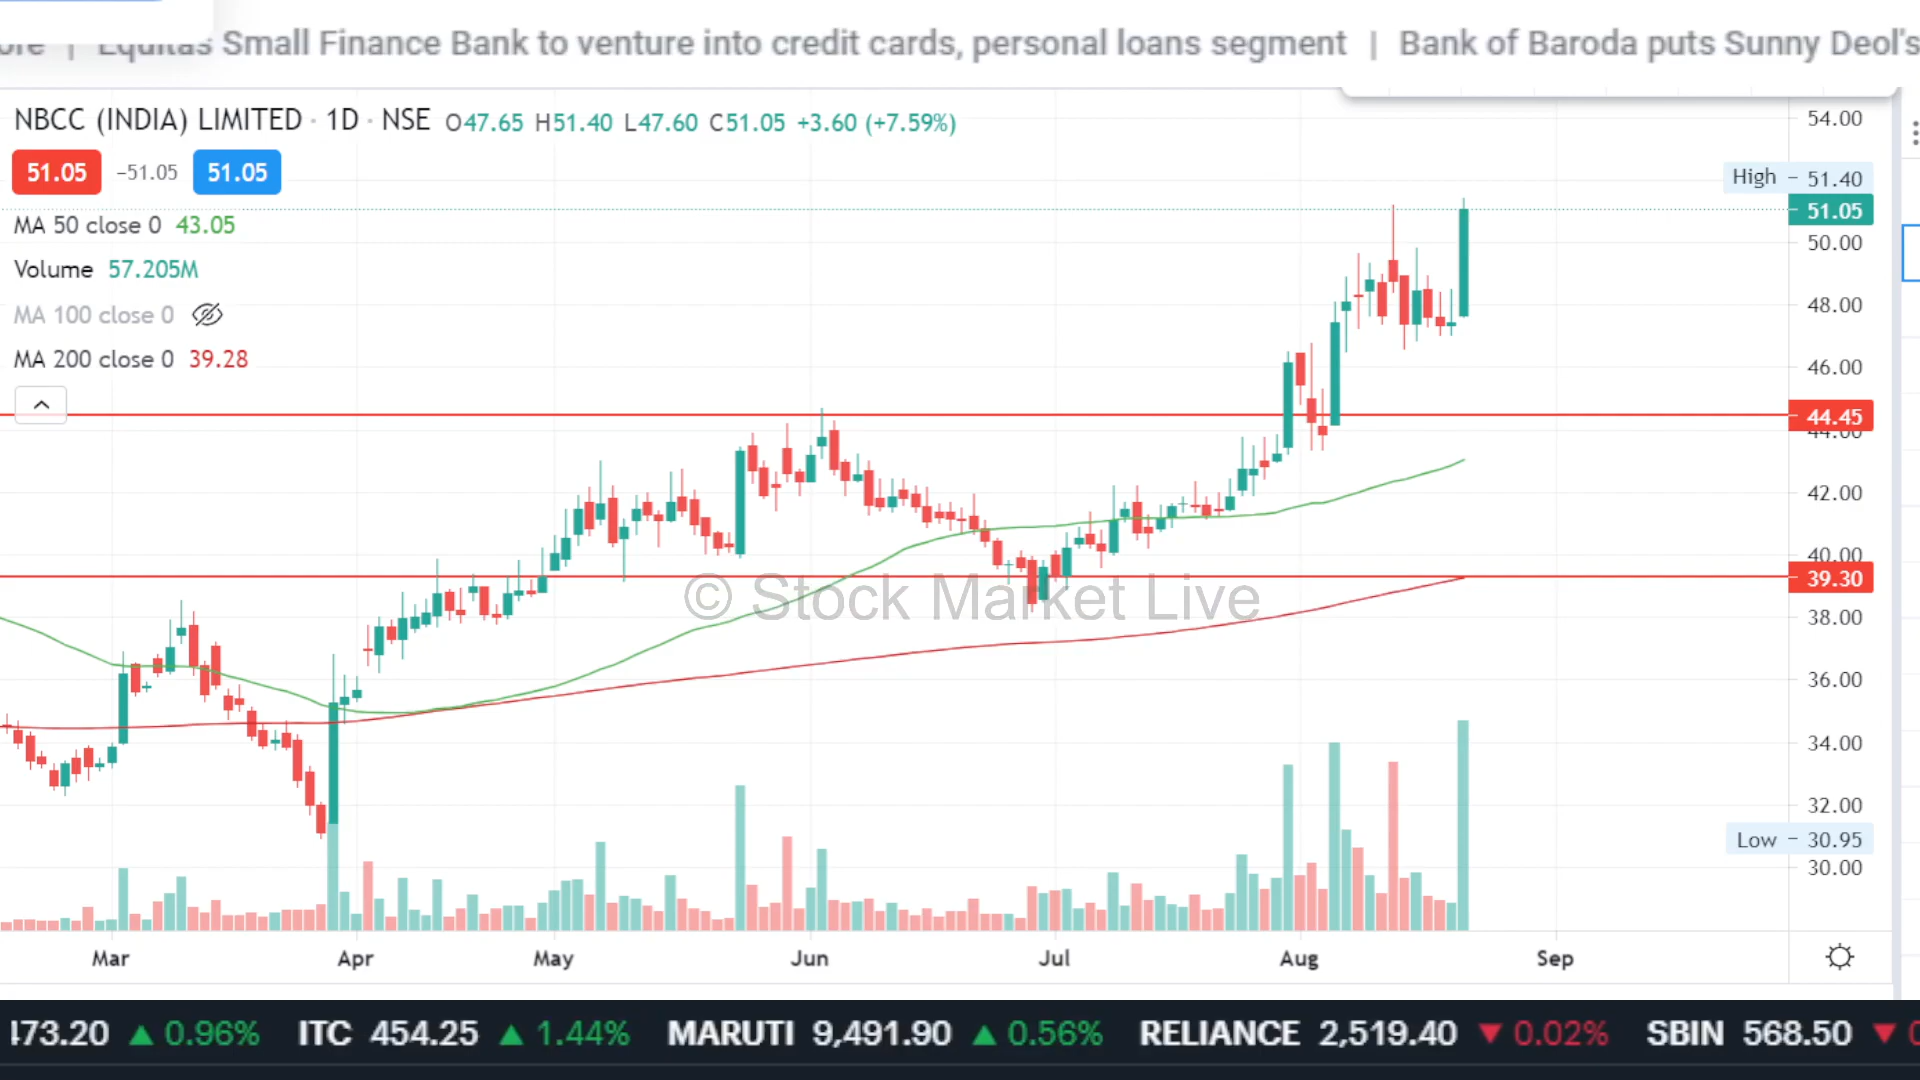 Equitas Small Finance Bank to venture into credit cards, personal loans segment | Bank of Baroda puts Sunny Deol's
NBCC (INDIA) LIMITED · 1D · NSE O47.65 H51.40 L47.60 C51.05 +3.60 (+7.59%)
51.05 −51.05 51.05
MA 50 close 0 43.05
Volume 57.205M
MA 100 close 0
MA 200 close 0 39.28
54.00
High 51.40
51.05
50.00
48.00
46.00
44.45
44.00
42.00
40.00
39.30
38.00
36.00
34.00
32.00
Low 30.95
30.00
© Stock Market Live
Mar Apr May Jun Jul Aug Sep
473.20 ▲ 0.96% ITC 454.25 ▲ 1.44% MARUTI 9,491.90 ▲ 0.56% RELIANCE 2,519.40 ▼ 0.02% SBIN 568.50 ▼